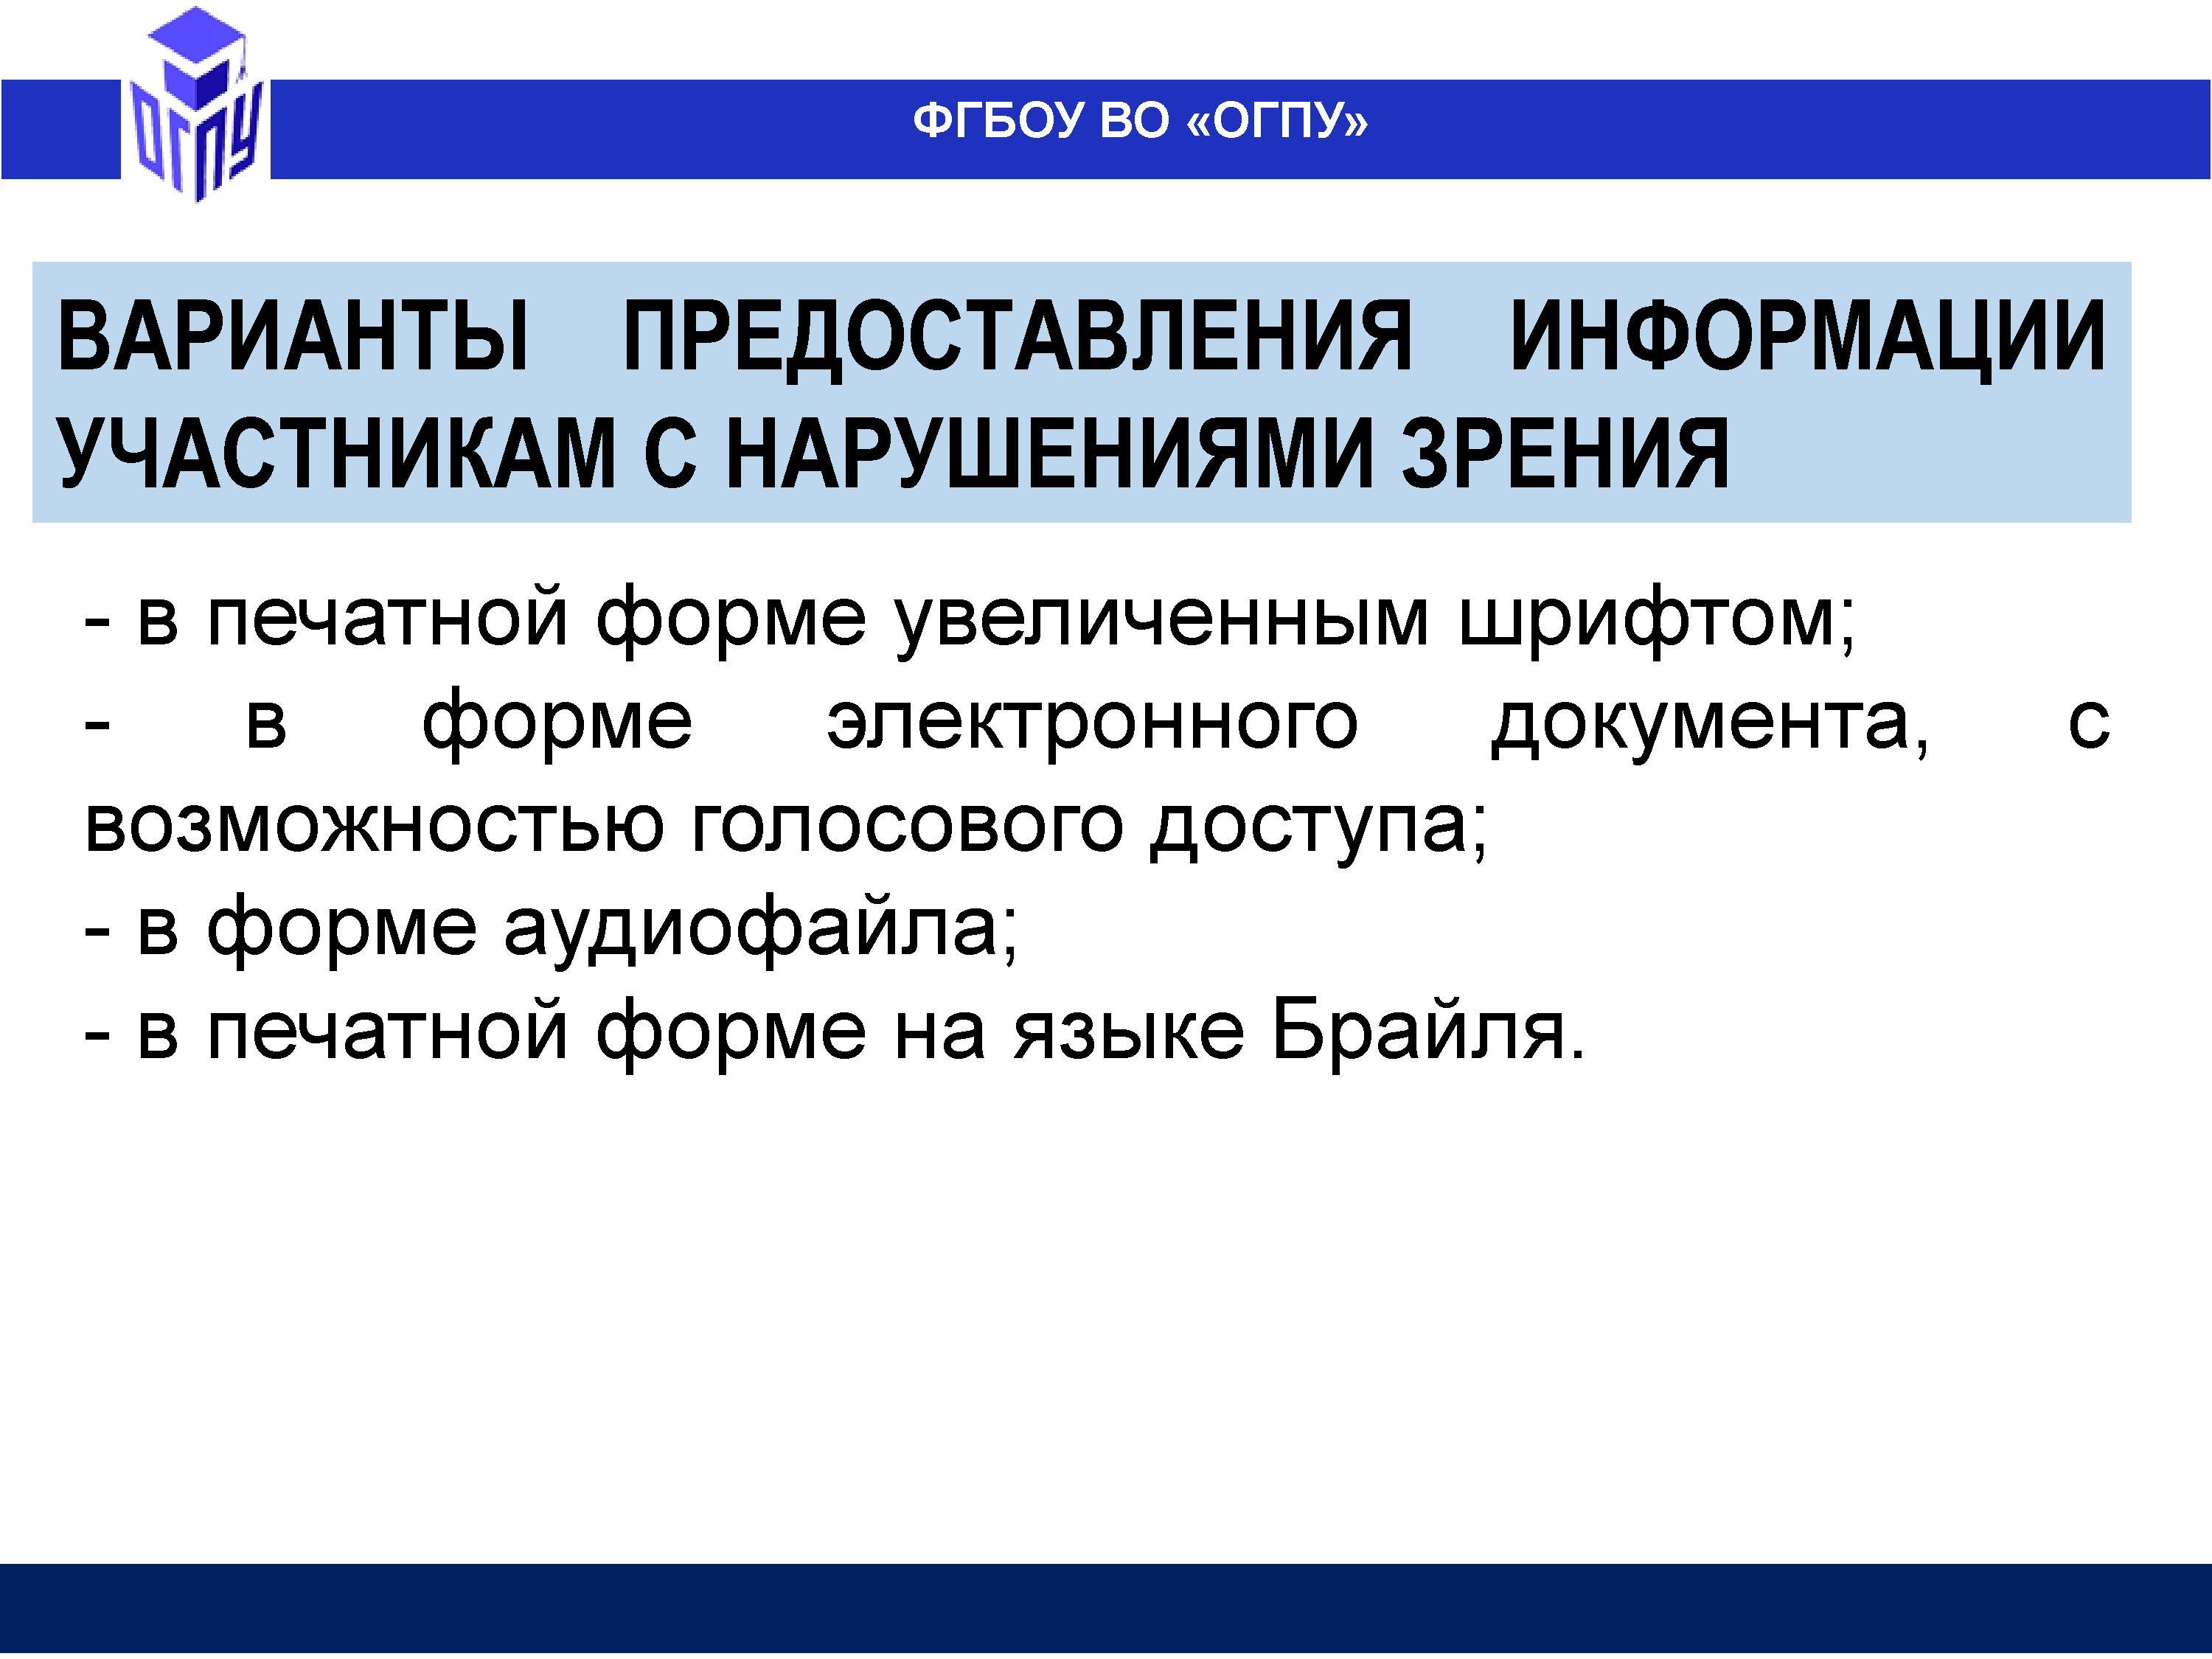 ОГПУ
ФГБОУ ВО «ОГПУ»
ВАРИАНТЫ ПРЕДОСТАВЛЕНИЯ ИНФОРМАЦИИ
УЧАСТНИКАМ С НАРУШЕНИЯМИ ЗРЕНИЯ
- в печатной форме увеличенным шрифтом;
- в форме электронного документа, с
возможностью голосового доступа;
- в форме аудиофайла;
- в печатной форме на языке Брайля.